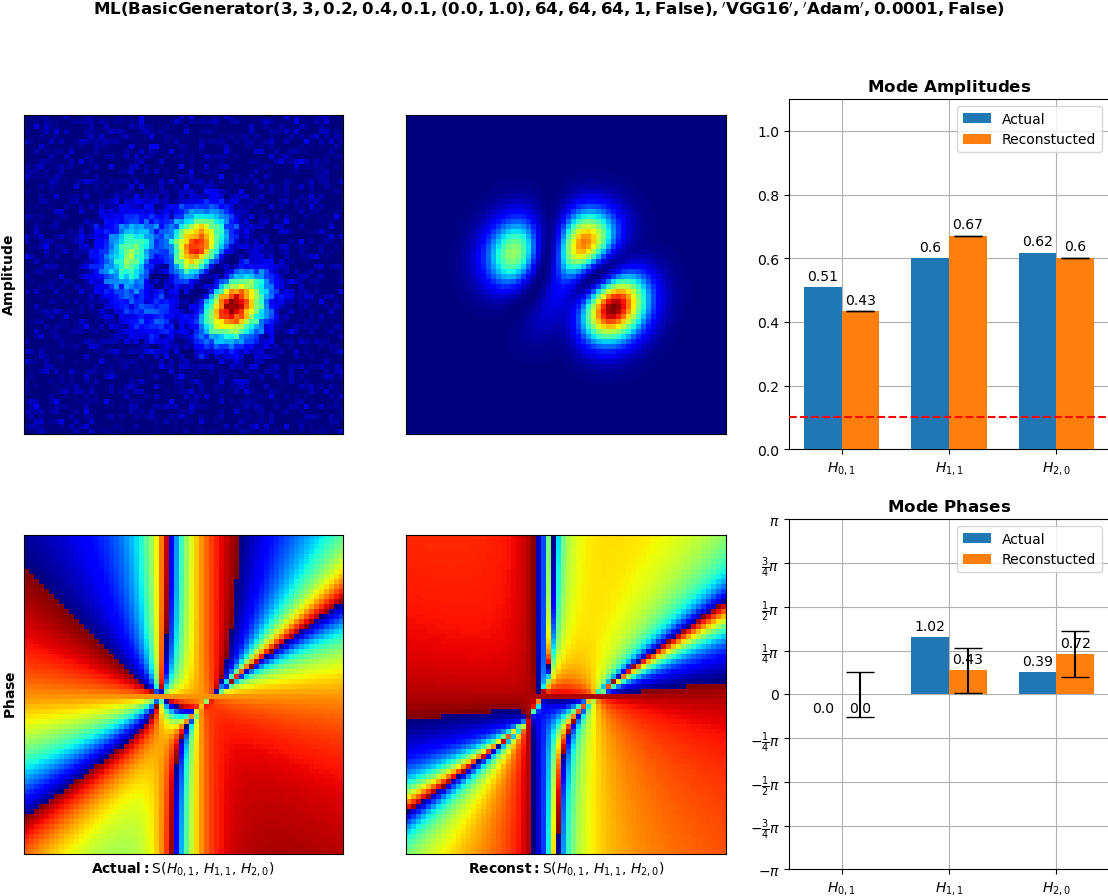 ML(BasicGenerator(3, 3, 0.2, 0.4, 0.1, (0.0, 1.0), 64, 64, 64, 1, False), ′VGG16′, ′Adam′, 0.0001, False)
Amplitude
Mode Amplitudes
Actual
Reconstucted
1.0
0.8
0.6
0.4
0.2
0.0
0.51
0.43
0.6
0.67
0.62
0.6
H0,1
H1,1
H2,0
Phase
Actual: S(H0,1, H1,1, H2,0)
Reconst: S(H0,1, H1,1, H2,0)
Mode Phases
Actual
Reconstucted
π
3/4π
1/2π
1/4π
0
−1/4π
−1/2π
−3/4π
−π
0.0
0.0
1.02
0.43
0.39
0.72
H0,1
H1,1
H2,0